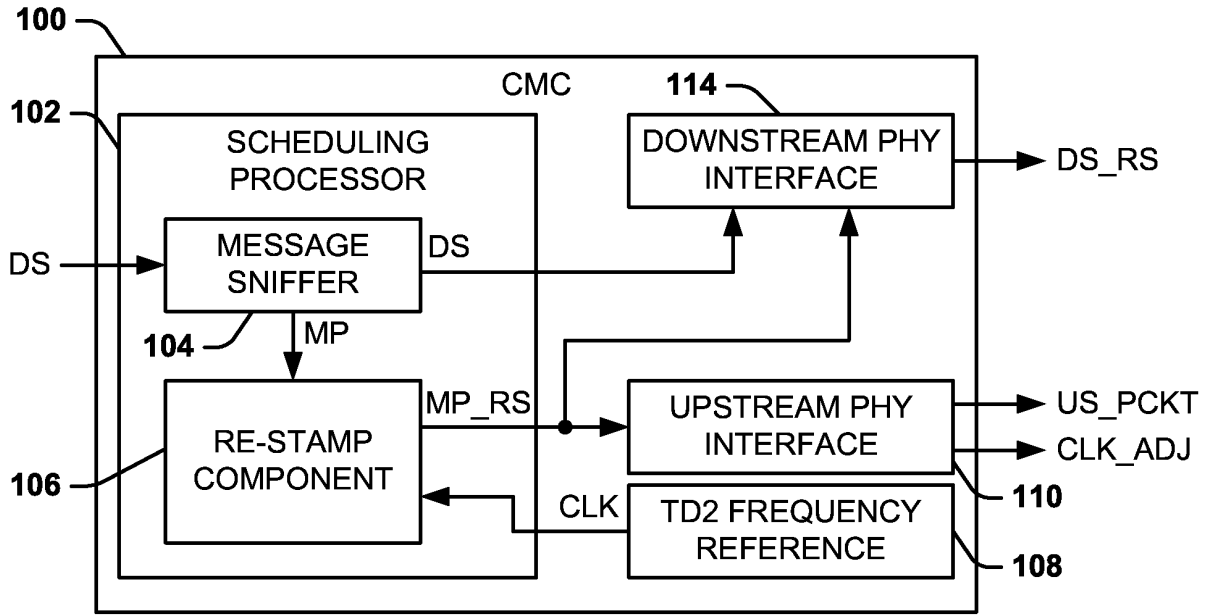 100
CMC
102
114
SCHEDULING
PROCESSOR
DOWNSTREAM PHY
INTERFACE
DS_RS
DS
MESSAGE
SNIFFER
DS
104
MP
106
RE-STAMP
COMPONENT
MP_RS
UPSTREAM PHY
INTERFACE
US_PCKT
CLK_ADJ
110
CLK
TD2 FREQUENCY
REFERENCE
108